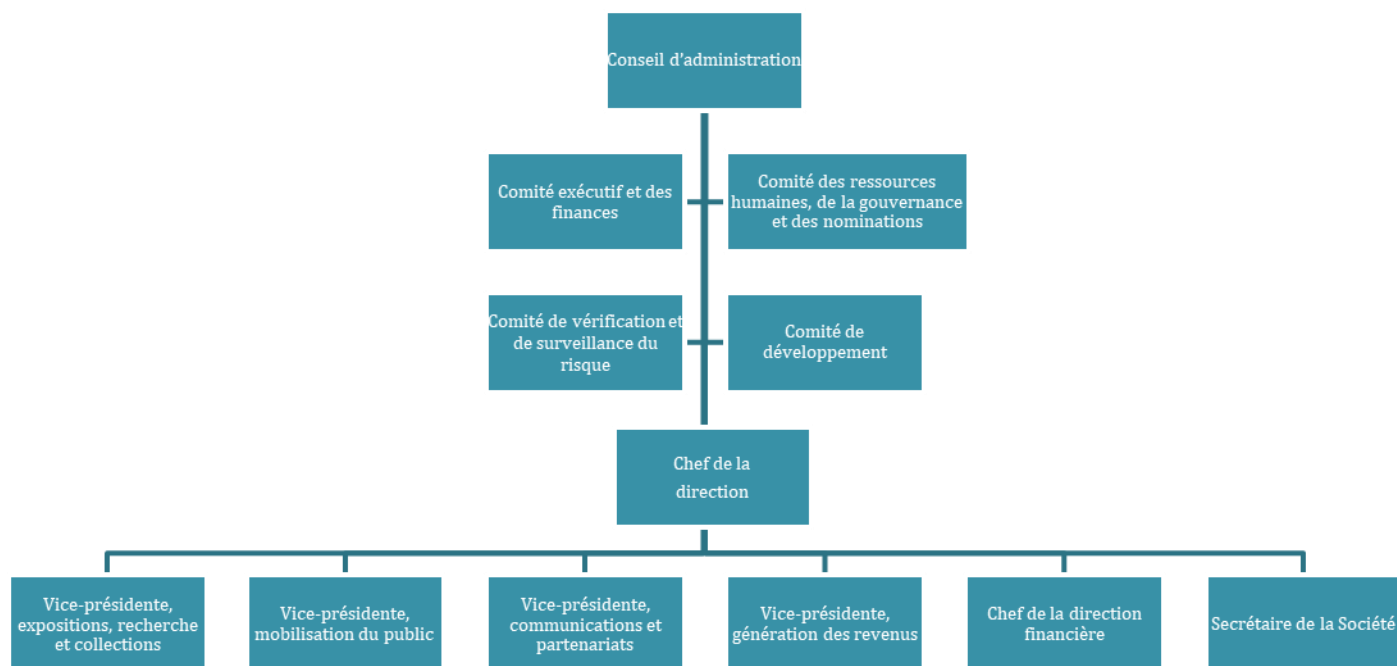 Conseil d'administration
Comité exécutif et des
finances
Comité des ressources
humaines, de la gouvernance
et des nominations
Comité de vérification et
de surveillance du
risque
Comité de
développement
Chef de la
direction
Vice-présidente,
expositions, recherche
et collections
Vice-présidente,
mobilisation du public
Vice-présidente,
communications et
partenariats
Vice-présidente,
génération des revenus
Chef de la direction
financière
Secrétaire de la Société